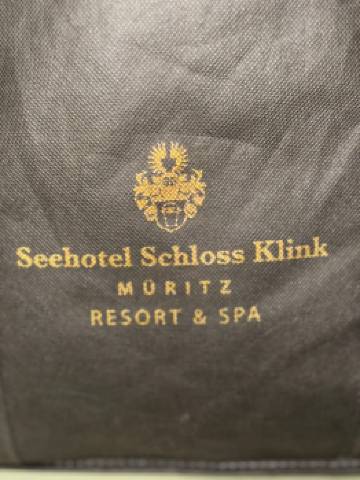 Seehotel Schloss Klink
MÜRITZ
RESORT & SPA